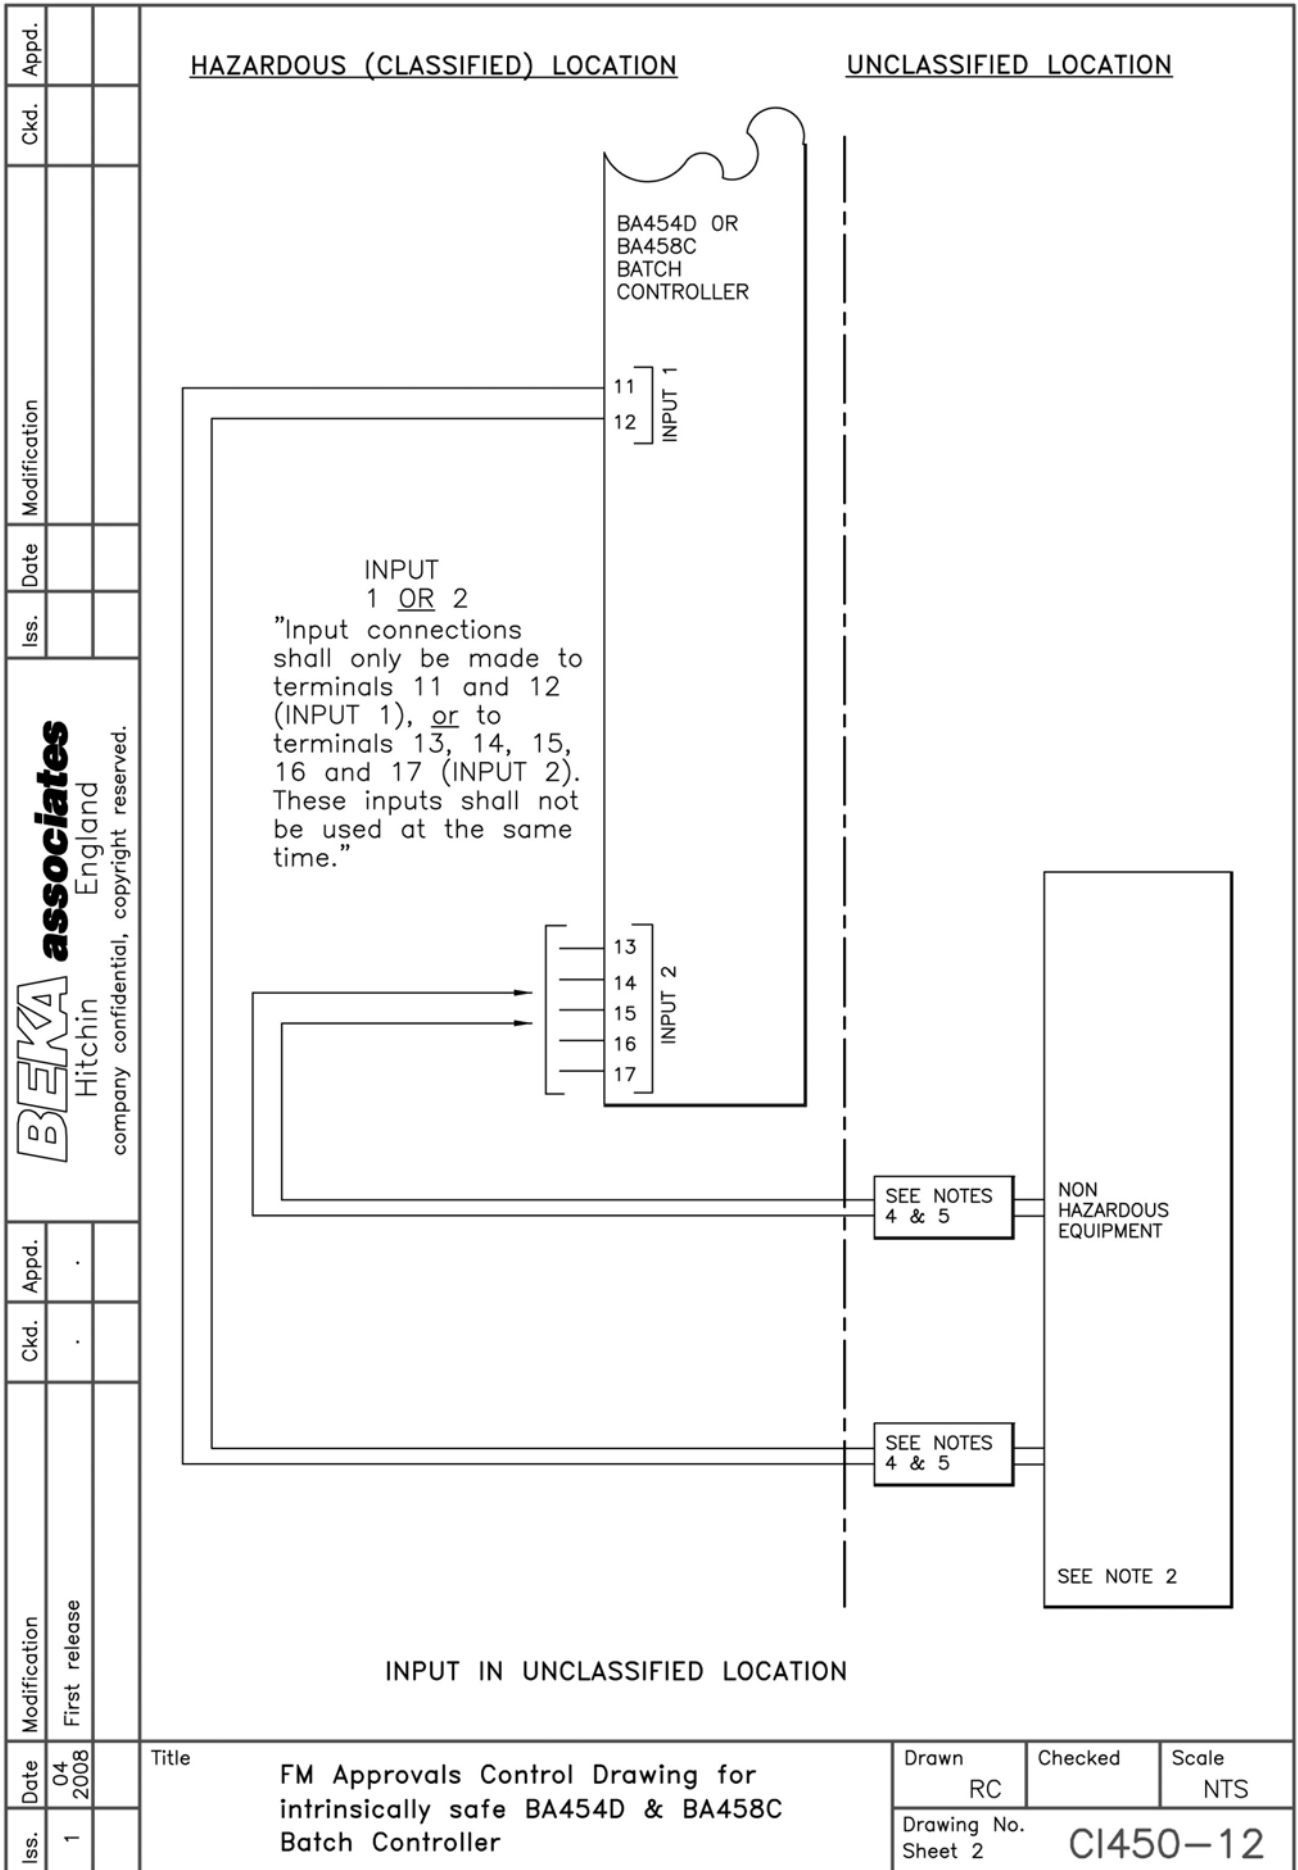 HAZARDOUS (CLASSIFIED) LOCATION
UNCLASSIFIED LOCATION
BA454D OR
BA458C
BATCH
CONTROLLER
11
12
INPUT 1
INPUT
1 OR 2
"Input connections
shall only be made to
terminals 11 and 12
(INPUT 1), or to
terminals 13, 14, 15,
16 and 17 (INPUT 2).
These inputs shall not
be used at the same
time."
13
14
15
16
17
INPUT 2
SEE NOTES
4 & 5
NON
HAZARDOUS
EQUIPMENT
SEE NOTES
4 & 5
SEE NOTE 2
INPUT IN UNCLASSIFIED LOCATION
Title
FM Approvals Control Drawing for
intrinsically safe BA454D & BA458C
Batch Controller
Drawn
RC
Checked
Scale
NTS
Drawing No.
Sheet 2
CI450-12
Iss.
Date
Modification
Ckd.
Appd.
1
04
2008
First release
.
.
BEKA associates
Hitchin England
company confidential, copyright reserved.
Iss.
Date
Modification
Ckd.
Appd.